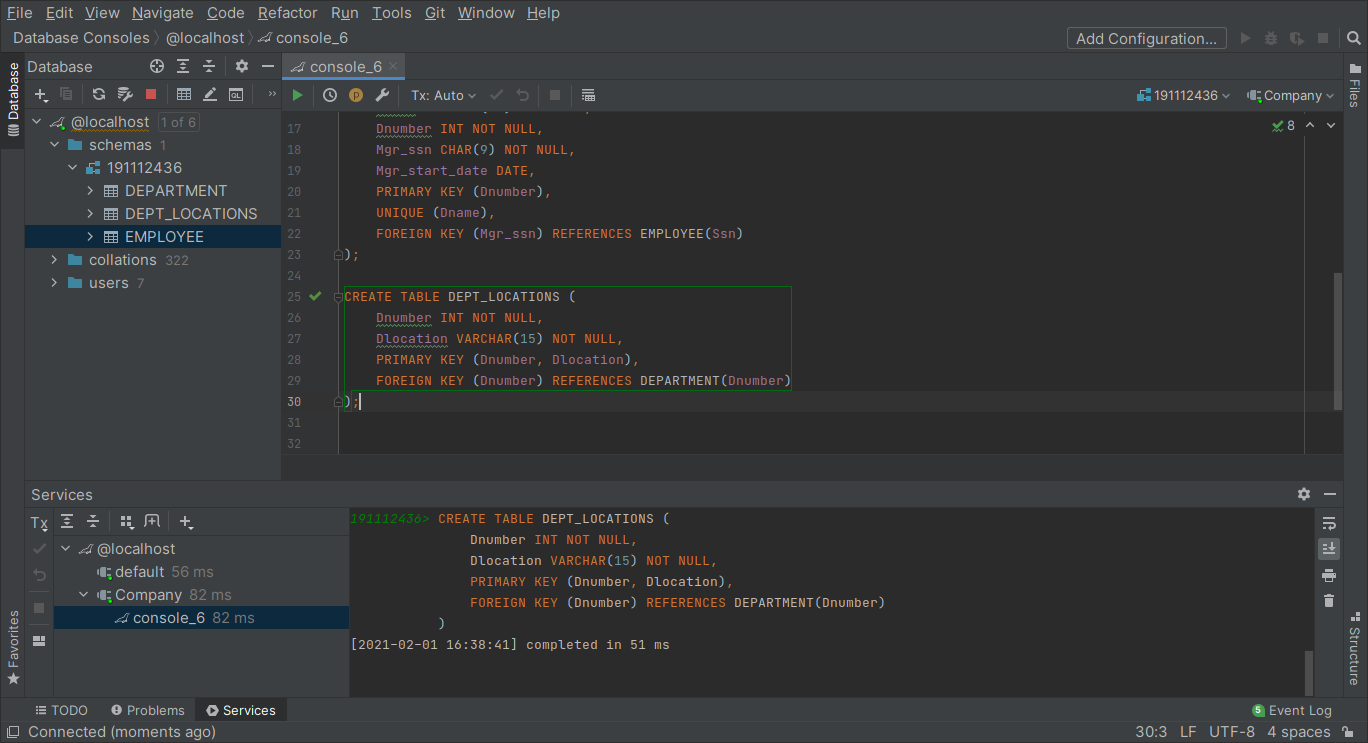 File Edit View Navigate Code Refactor Run Tools Git Window Help
Database Consoles @localhost console_6 Add Configuration...
Database
Files
Database
console_6
Tx: Auto 191112436 Company
@localhost 1 of 6
schemas 1
191112436
DEPARTMENT
DEPT_LOCATIONS
EMPLOYEE
collations 322
users 7
8
17 Dnumber INT NOT NULL,
18 Mgr_ssn CHAR(9) NOT NULL,
19 Mgr_start_date DATE,
20 PRIMARY KEY (Dnumber),
21 UNIQUE (Dname),
22 FOREIGN KEY (Mgr_ssn) REFERENCES EMPLOYEE(Ssn)
23 );
24
25 CREATE TABLE DEPT_LOCATIONS (
26 Dnumber INT NOT NULL,
27 Dlocation VARCHAR(15) NOT NULL,
28 PRIMARY KEY (Dnumber, Dlocation),
29 FOREIGN KEY (Dnumber) REFERENCES DEPARTMENT(Dnumber)
30 );
31
32
Services
Tx
@localhost
default 56 ms
Company 82 ms
console_6 82 ms
191112436> CREATE TABLE DEPT_LOCATIONS (
Dnumber INT NOT NULL,
Dlocation VARCHAR(15) NOT NULL,
PRIMARY KEY (Dnumber, Dlocation),
FOREIGN KEY (Dnumber) REFERENCES DEPARTMENT(Dnumber)
)
[2021-02-01 16:38:41] completed in 51 ms
Favorites
Structure
TODO Problems Services 5 Event Log
Connected (moments ago) 30:3 LF UTF-8 4 spaces